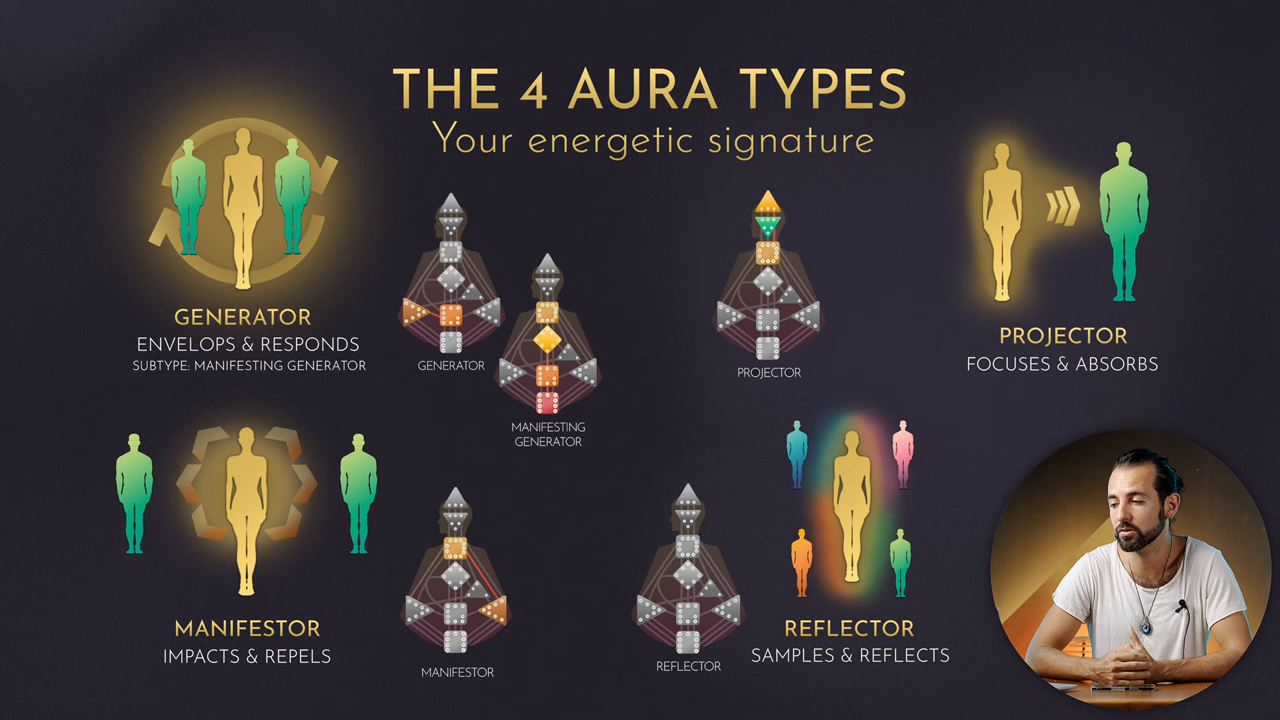 THE 4 AURA TYPES
Your energetic signature
GENERATOR
ENVELOPS & RESPONDS
SUBTYPE: MANIFESTING GENERATOR
GENERATOR
MANIFESTING
GENERATOR
PROJECTOR
PROJECTOR
FOCUSES & ABSORBS
MANIFESTOR
IMPACTS & REPELS
MANIFESTOR
REFLECTOR
REFLECTOR
SAMPLES & REFLECTS